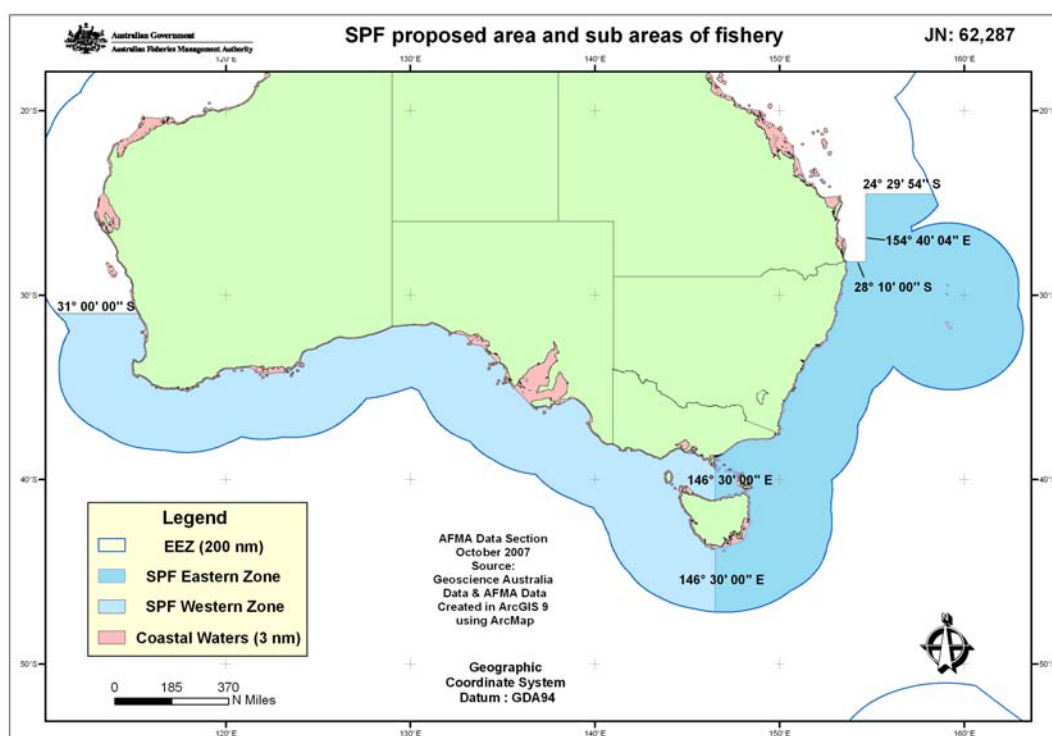 Australian Government
Australian Fisheries Management Authority
SPF proposed area and sub areas of fishery
JN: 62,287
120°E 130°E 140°E 150°E 160°E
20°S 20°S
24° 29' 54" S
154° 40' 04" E
28° 10' 00" S
30°S 30°S
31° 00' 00" S
40°S 40°S
146° 30' 00" E
146° 30' 00" E
Legend
EEZ (200 nm)
SPF Eastern Zone
SPF Western Zone
Coastal Waters (3 nm)
AFMA Data Section
October 2007
Source:
Geoscience Australia
Data & AFMA Data
Created in ArcGIS 9
using ArcMap
Geographic
Coordinate System
Datum : GDA94
50°S 50°S
0 185 370
N Miles
120°E 130°E 140°E 150°E 160°E